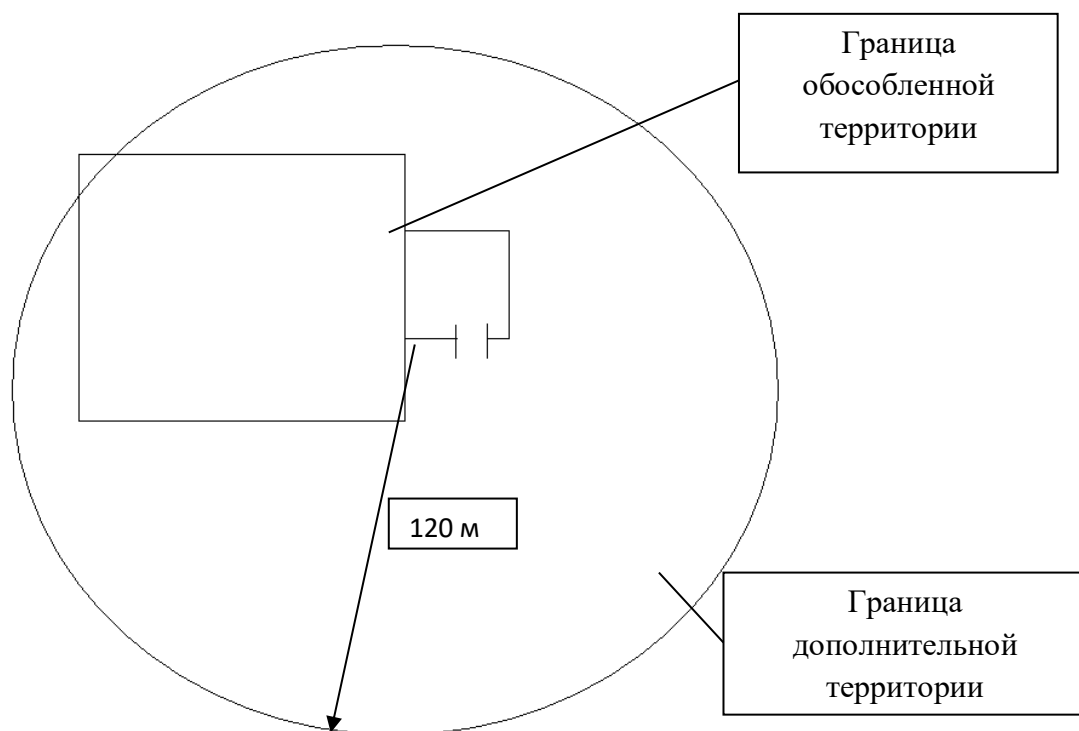 Граница
обособленной
территории
120 м
Граница
дополнительной
территории